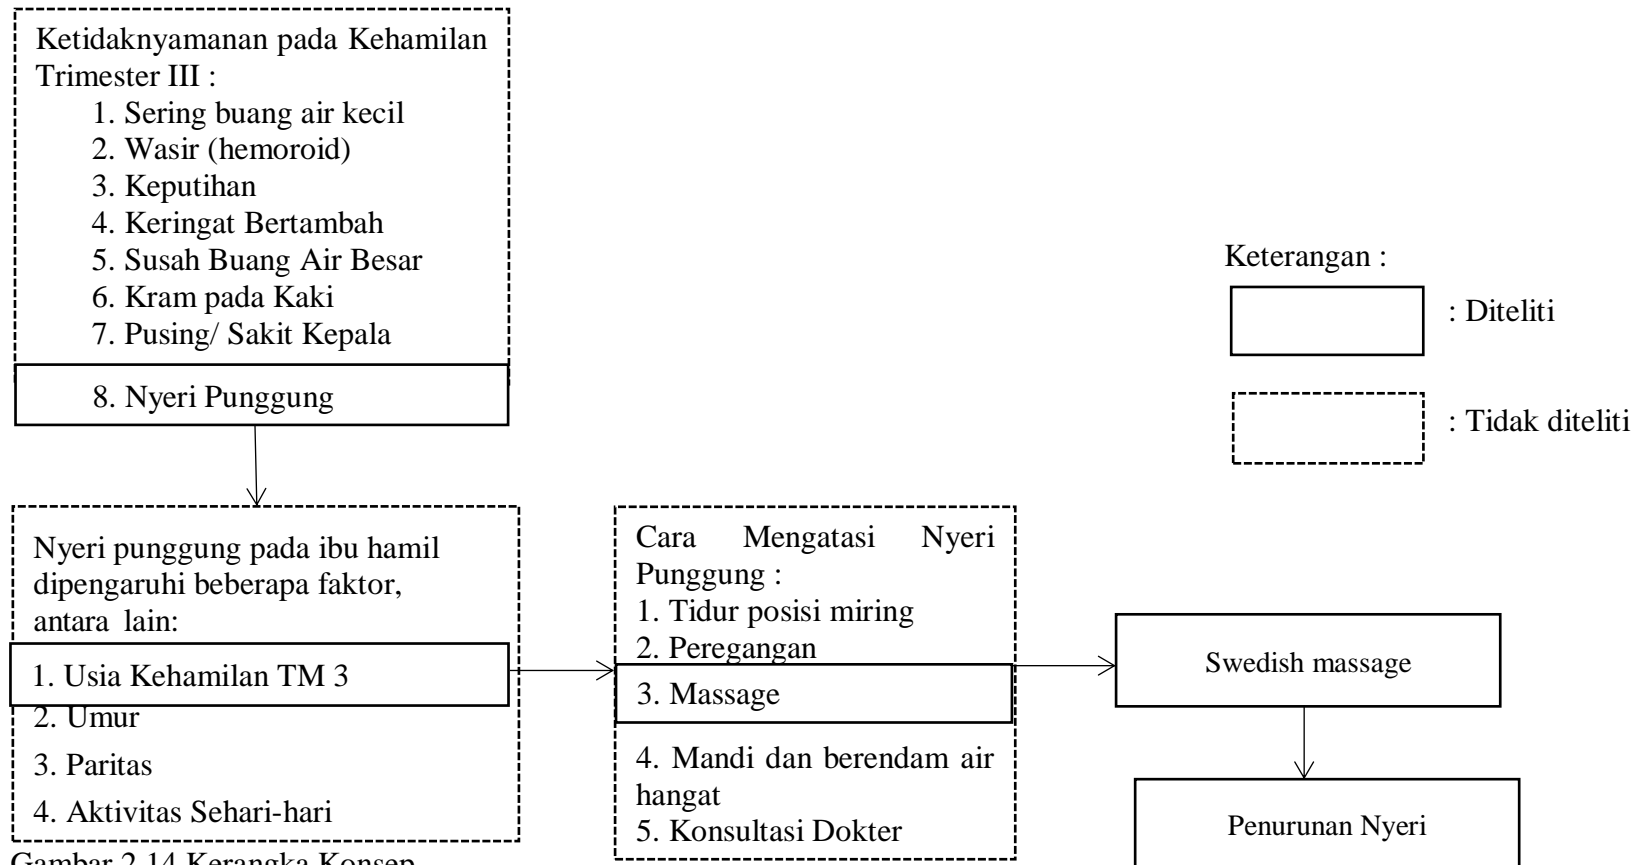 Ketidaknyamanan pada Kehamilan
Trimester III :
1. Sering buang air kecil
2. Wasir (hemoroid)
3. Keputihan
4. Keringat Bertambah
5. Susah Buang Air Besar
6. Kram pada Kaki
7. Pusing/ Sakit Kepala
8. Nyeri Punggung
Keterangan :
: Diteliti
: Tidak diteliti
Nyeri punggung pada ibu hamil
dipengaruhi beberapa faktor,
antara lain:
1. Usia Kehamilan TM 3
2. Umur
3. Paritas
4. Aktivitas Sehari-hari
Cara Mengatasi Nyeri
Punggung :
1. Tidur posisi miring
2. Peregangan
3. Massage
4. Mandi dan berendam air
hangat
5. Konsultasi Dokter
Swedish massage
Penurunan Nyeri
Gambar 2.14 Kerangka Konsep